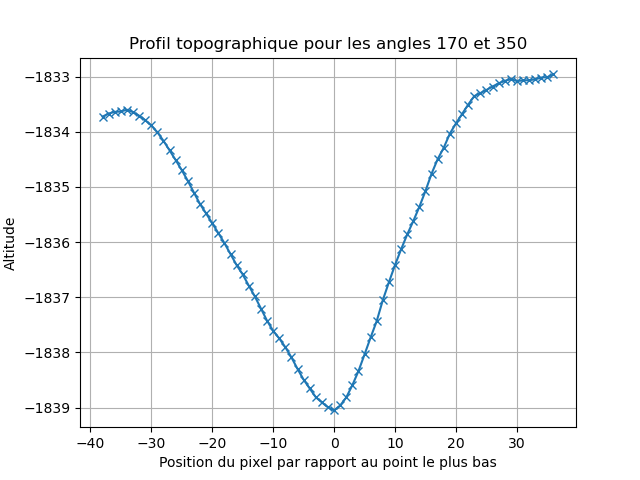 Profil topographique pour les angles 170 et 350
−1833
−1834
−1835
−1836
−1837
−1838
−1839
Altitude
−40 −30 −20 −10 0 10 20 30
Position du pixel par rapport au point le plus bas